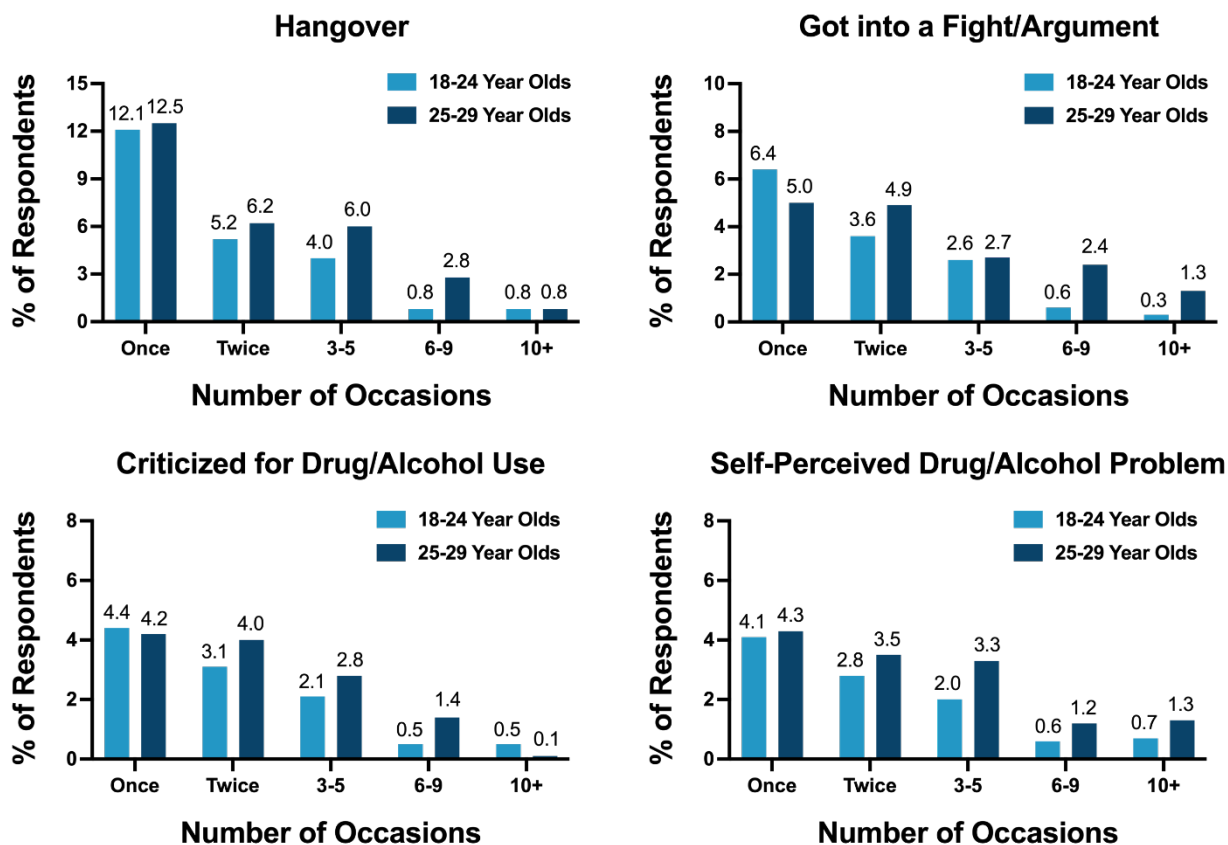 Hangover
% of Respondents
18-24 Year Olds
25-29 Year Olds
15
12
9
6
3
0
12.1
12.5
5.2
6.2
4.0
6.0
0.8
2.8
0.8
0.8
Once
Twice
3-5
6-9
10+
Number of Occasions
Got into a Fight/Argument
% of Respondents
18-24 Year Olds
25-29 Year Olds
10
8
6
4
2
0
6.4
5.0
3.6
4.9
2.6
2.7
0.6
2.4
0.3
1.3
Once
Twice
3-5
6-9
10+
Number of Occasions
Criticized for Drug/Alcohol Use
% of Respondents
18-24 Year Olds
25-29 Year Olds
8
6
4
2
0
4.4
4.2
3.1
4.0
2.1
2.8
0.5
1.4
0.5
0.1
Once
Twice
3-5
6-9
10+
Number of Occasions
Self-Perceived Drug/Alcohol Problem
% of Respondents
18-24 Year Olds
25-29 Year Olds
8
6
4
2
0
4.1
4.3
2.8
3.5
2.0
3.3
0.6
1.2
0.7
1.3
Once
Twice
3-5
6-9
10+
Number of Occasions